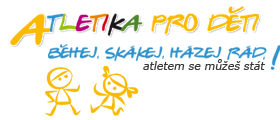 ATLETIKA PRO DĚTI
BĚHEJ, SKÁKEJ, HÁZEJ RÁD,
atletem se můžeš stát !